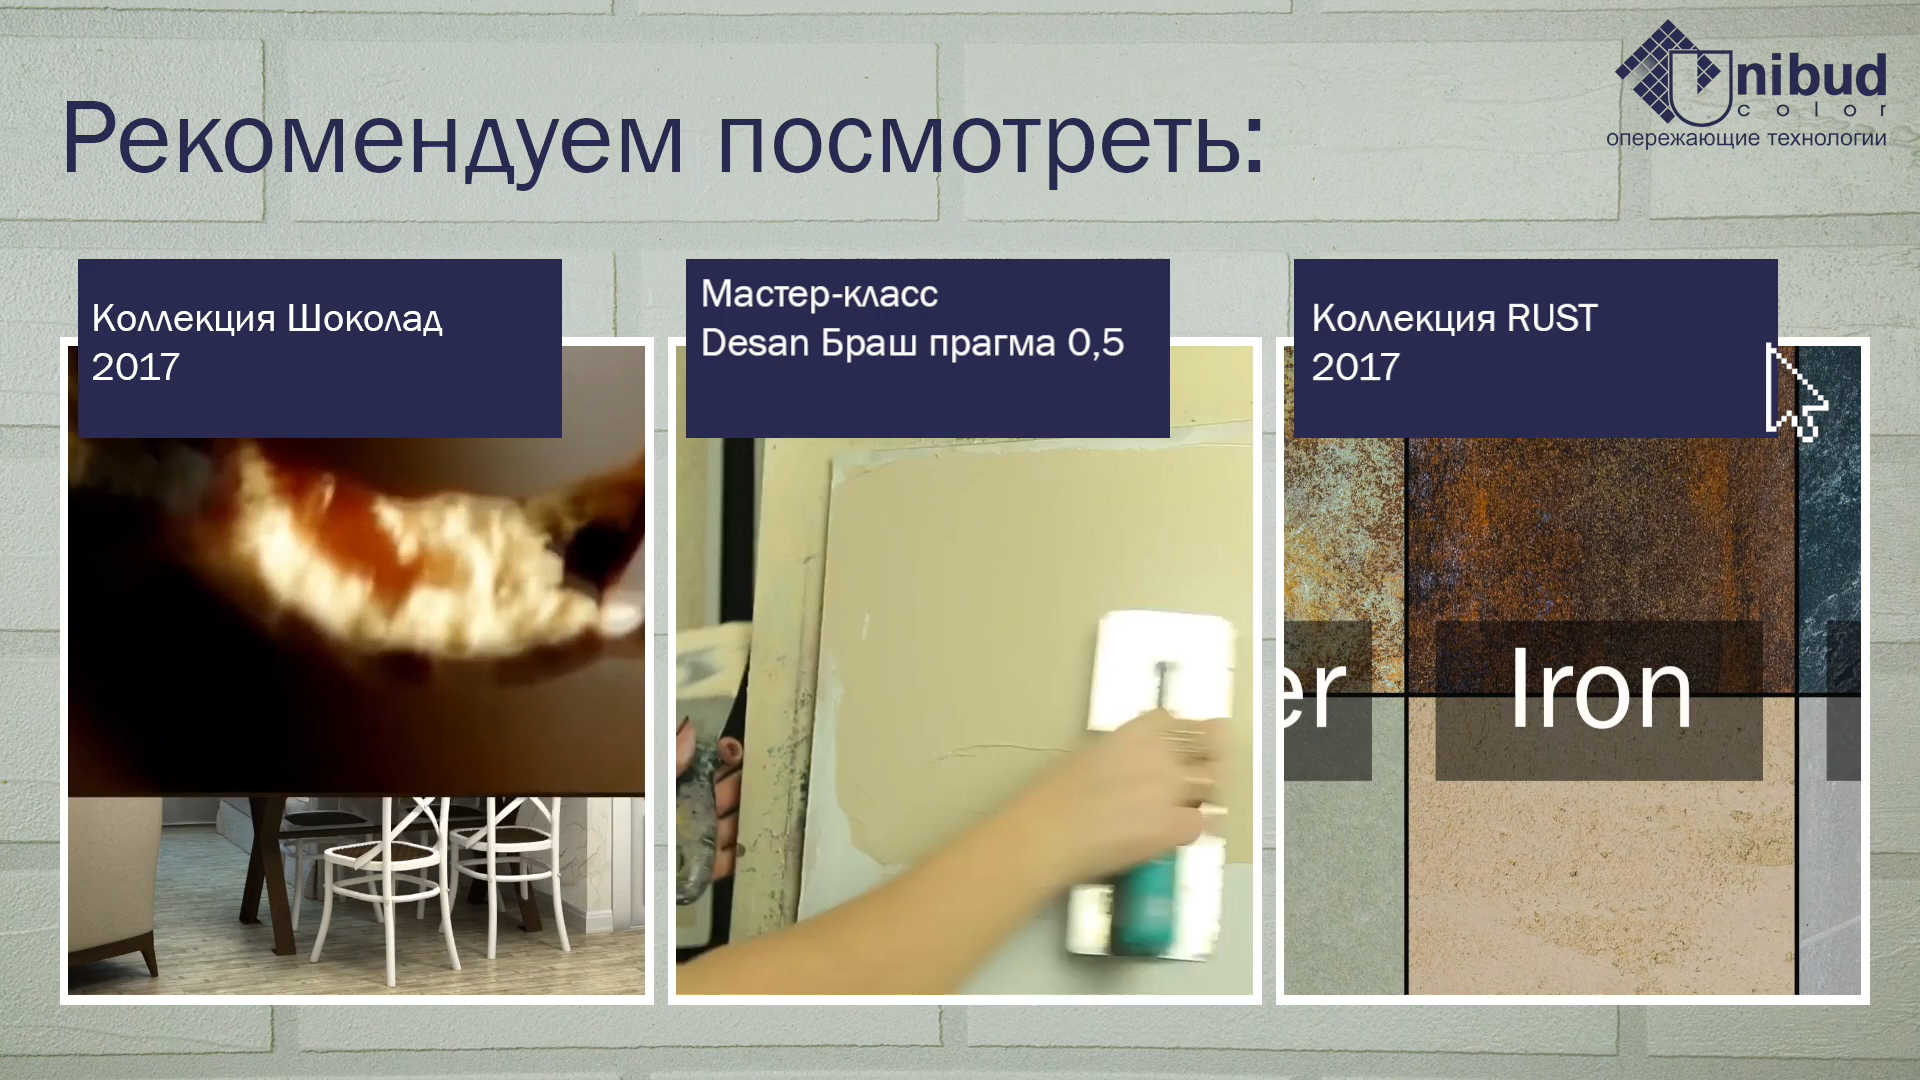 Unibud
color
опережающие технологии
Рекомендуем посмотреть:
Коллекция Шоколад
2017
Мастер-класс
Desan Браш прагма 0,5
Коллекция RUST
2017
er
Iron